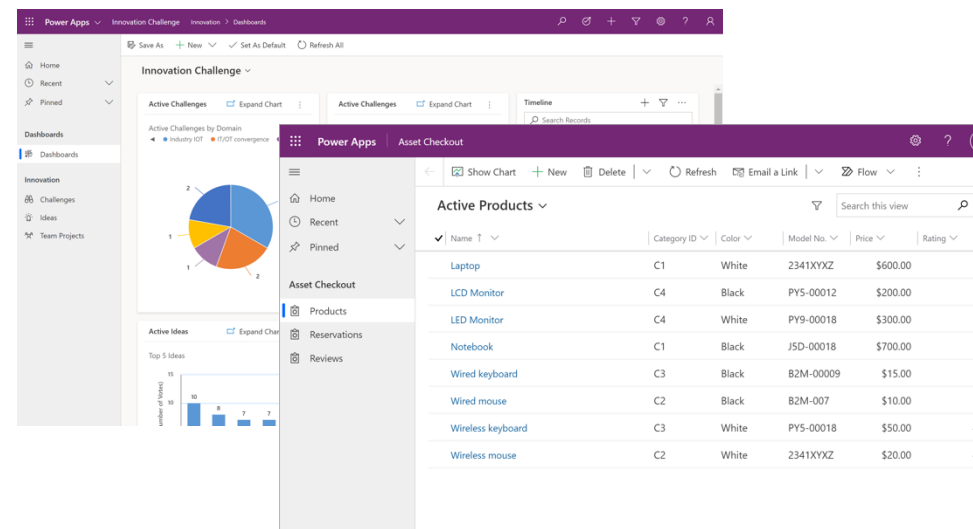 Power Apps Innovation Challenge Innovation > Dashboards
Save As New Set As Default Refresh All
Home
Recent
Pinned
Dashboards
Dashboards
Innovation
Challenges
Ideas
Team Projects
Innovation Challenge
Active Challenges Expand Chart
Active Challenges by Domain
Industry IOT IT/OT convergence
2
1
1
2
Active Challenges Expand Chart
Timeline
Search Records
Active Ideas Expand Char
Top 5 Ideas
15
10
10
8
7
7
umber of Votes)
Power Apps Asset Checkout
Show Chart New Delete Refresh Email a Link Flow
Home
Recent
Pinned
Asset Checkout
Products
Reservations
Reviews
Active Products
Search this view
Name Category ID Color Model No. Price Rating
Laptop C1 White 2341XYXZ $600.00
LCD Monitor C4 Black PY5-00012 $200.00
LED Monitor C4 White PY9-00018 $300.00
Notebook C1 Black J5D-00018 $700.00
Wired keyboard C3 Black B2M-00009 $15.00
Wired mouse C2 Black B2M-007 $10.00
Wireless keyboard C3 White PY5-00018 $50.00
Wireless mouse C2 White 2341XYXZ $20.00